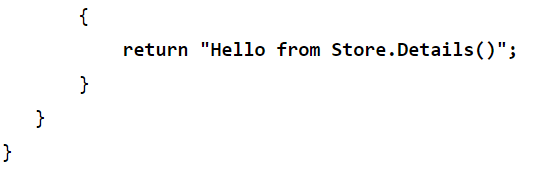 {
return "Hello from Store.Details()";
}
}
}